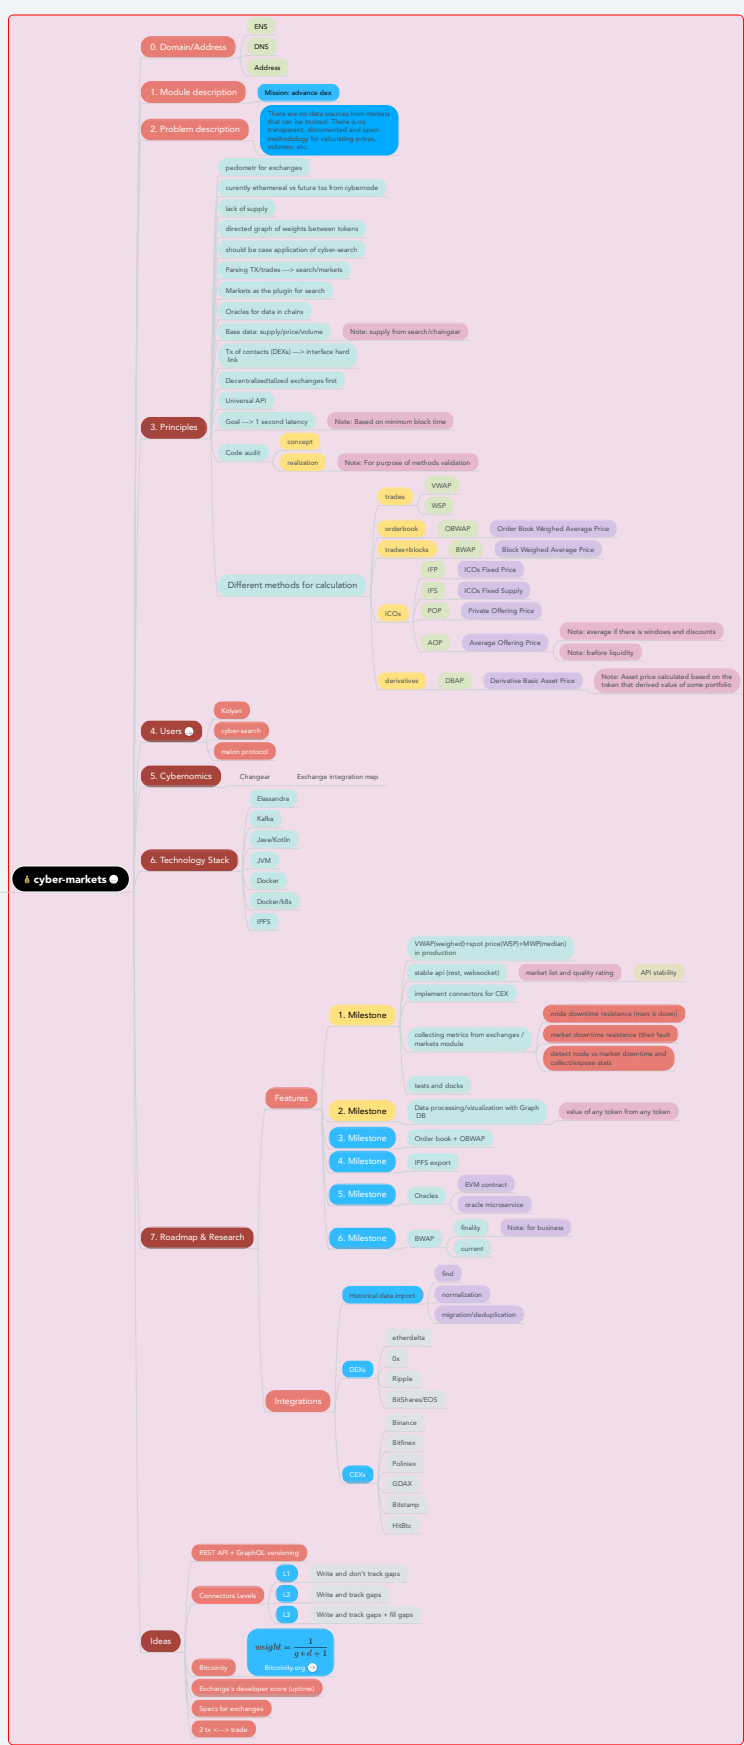 cyber-markets
0. Domain/Address
ENS
DNS
Address
1. Module description
Mission: advance dex
2. Problem description
There are no data sources from markets
that can be trusted. There is no
transparent, documented and open
methodology for calculating prices,
volumes, etc.
3. Principles
pedometr for exchanges
curently ethemereal vs future txs from cybernode
lack of supply
directed graph of weights between tokens
should be case application of cyber-search
Parsing TX/trades ---> search/markets
Markets as the plugin for search
Oracles for data in chains
Base data: supply/price/volume
Note: supply from search/chaingear
Tx of contacts (DEXs) ---> interface hard
link
Decentralizedtalized exchanges first
Universal API
Goal ---> 1 second latency
Note: Based on minimum block time
Code audit
concept
realization
Note: For purpose of methods validation
Different methods for calculation
trades
VWAP
WSP
orderbook
OBWAP
Order Book Weighed Average Price
trades+blocks
BWAP
Block Weighed Average Price
ICOs
IFP
ICOs Fixed Price
IFS
ICOs Fixed Supply
POP
Private Offering Price
AOP
Average Offering Price
Note: average if there is windows and discounts
Note: before liquidity
derivatives
DBAP
Derivative Basic Asset Price
Note: Asset price calculated based on the
token that derived value of some portfolio
4. Users
Kolyan
cyber-search
melon protocol
5. Cybernomics
Changear
Exchange integration map
6. Technology Stack
Elassandra
Kafka
Java/Kotlin
JVM
Docker
Docker/k8s
IPFS
7. Roadmap & Research
Features
1. Milestone
VWAP(weighed)+spot price(WSP)+MWP(median)
in production
stable api (rest, websocket)
market list and quality rating
API stability
implement connectors for CEX
collecting metrics from exchanges /
markets module
node downtime resistance (mars is down)
market downtime resistance (their fault
detect node vs market downtime and
collect/expose stats
tests and docks
2. Milestone
Data processing/vizualization with Graph
DB
value of any token from any token
3. Milestone
Order book + OBWAP
4. Milestone
IPFS export
5. Milestone
Oracles
EVM contract
oracle microservice
6. Milestone
BWAP
finality
Note: for business
current
Integrations
Historical data import
find
normalization
migration/deduplication
DEXs
etherdelta
0x
Ripple
BitShares/EOS
CEXs
Binance
Bitfinex
Poliniex
GDAX
Bitstamp
HitBtc
Ideas
REST API + GraphQL versioning
Connectors Levels
L1
Write and don't track gaps
L2
Write and track gaps
L3
Write and track gaps + fill gaps
Bitcoinity
weight = 1 / (g * d + 1)
Bitcoinity.org
Exchange's developer score (uptime)
Specs for exchanges
2 tx <---> trade